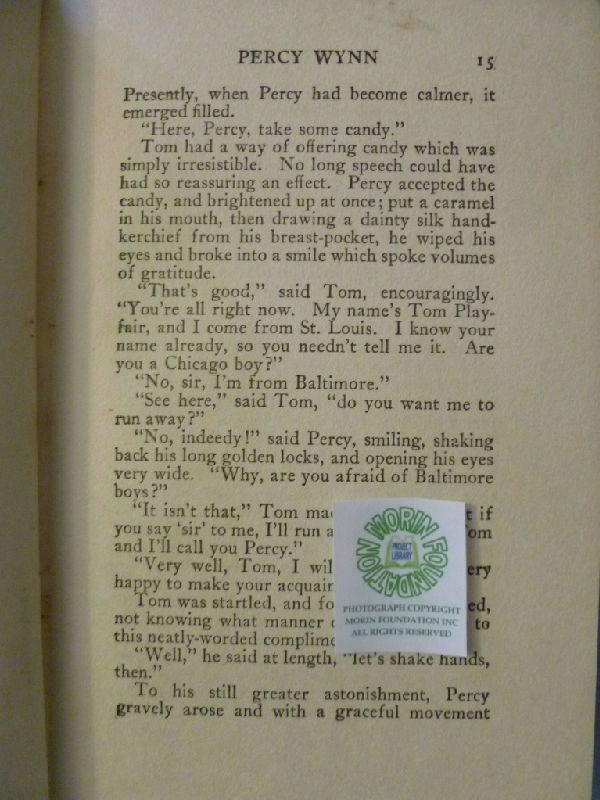 PERCY WYNN 15
Presently, when Percy had become calmer, it
emerged filled.
"Here, Percy, take some candy."
Tom had a way of offering candy which was
simply irresistible. No long speech could have
had so reassuring an effect. Percy accepted the
candy, and brightened up at once; put a caramel
in his mouth, then drawing a dainty silk hand-
kerchief from his breast-pocket, he wiped his
eyes and broke into a smile which spoke volumes
of gratitude.
"That's good," said Tom, encouragingly.
"You're all right now. My name's Tom Play-
fair, and I come from St. Louis. I know your
name already, so you needn't tell me it. Are
you a Chicago boy?"
"No, sir, I'm from Baltimore."
"See here," said Tom, "do you want me to
run away?"
"No, indeedy!" said Percy, smiling, shaking
back his long golden locks, and opening his eyes
very wide. "Why, are you afraid of Baltimore
boys?"
"It isn't that," Tom if
you say 'sir' to me, I'll run
and I'll call you Percy."
"Very well, Tom, I
happy to make your
Tom was startled, and
not knowing what manner to
this neatly-worded
"Well," he said at length, "let's shake hands,
then."
To his still greater astonishment, Percy
gravely arose and with a graceful movement
MORIN FOUNDATION
PROJECT
LIBRARY
PHOTOGRAPH COPYRIGHT
MORIN FOUNDATION INC
ALL RIGHTS RESERVED